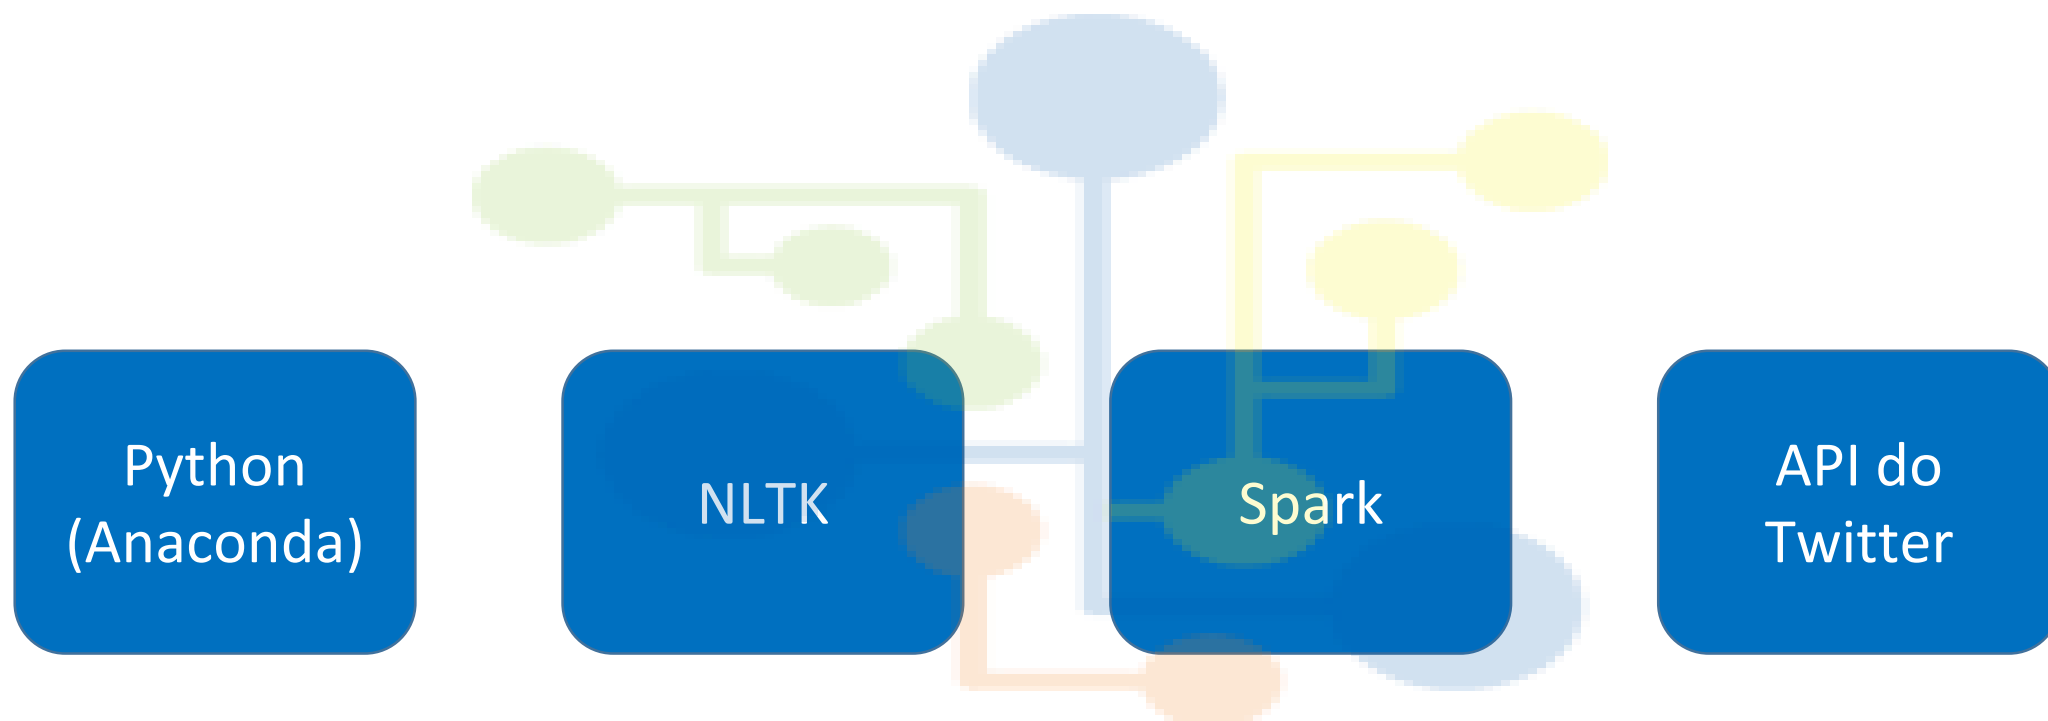 Python
(Anaconda)
NLTK
Spark
API do
Twitter